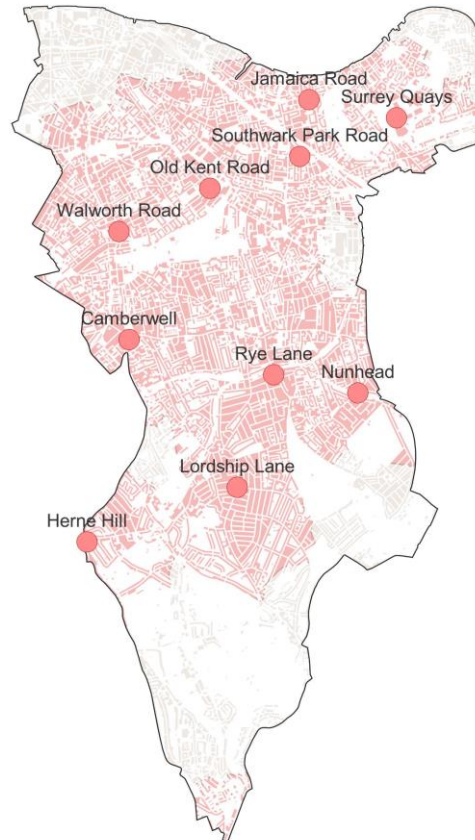 Jamaica Road
Surrey Quays
Southwark Park Road
Old Kent Road
Walworth Road
Camberwell
Rye Lane
Nunhead
Lordship Lane
Herne Hill